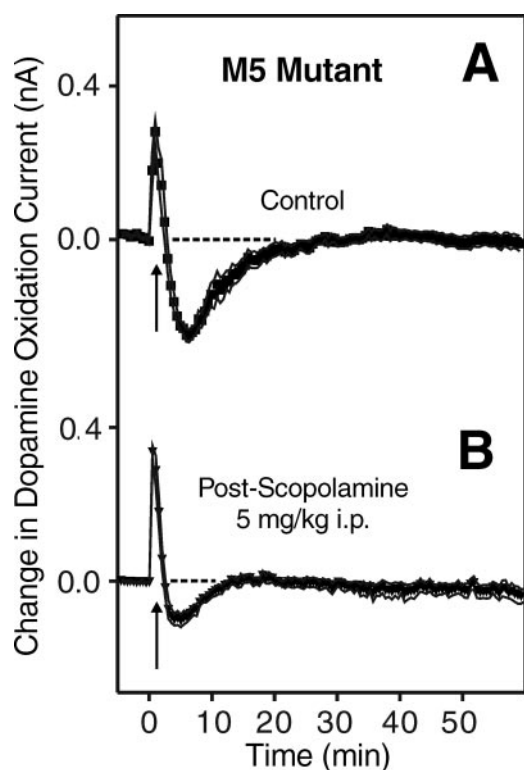 M5 Mutant
A
0.4
Control
0.0
Change in Dopamine Oxidation Current (nA)
0.4
B
Post-Scopolamine
5 mg/kg i.p.
0.0
0 10 20 30 40 50
Time (min)